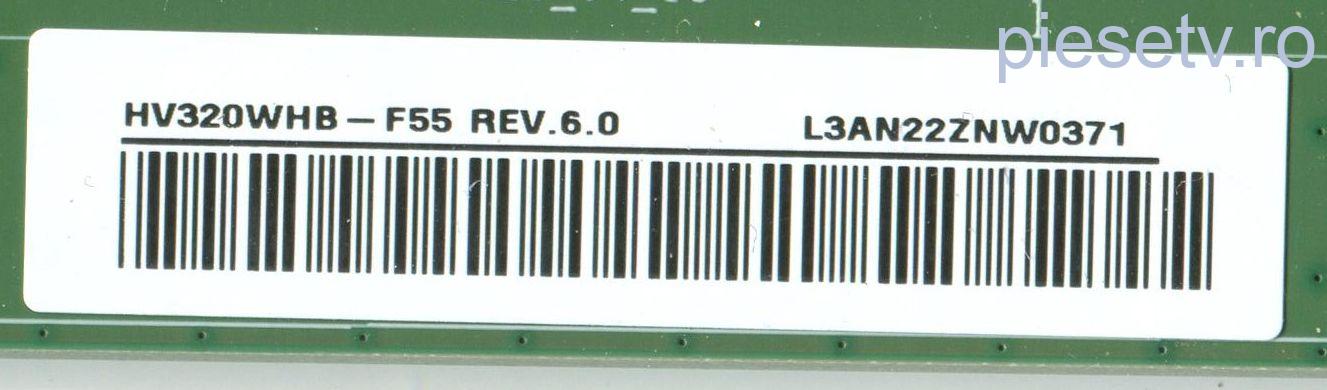 piesetv.ro
HV320WHB-F55 REV.6.0 L3AN22ZNW0371